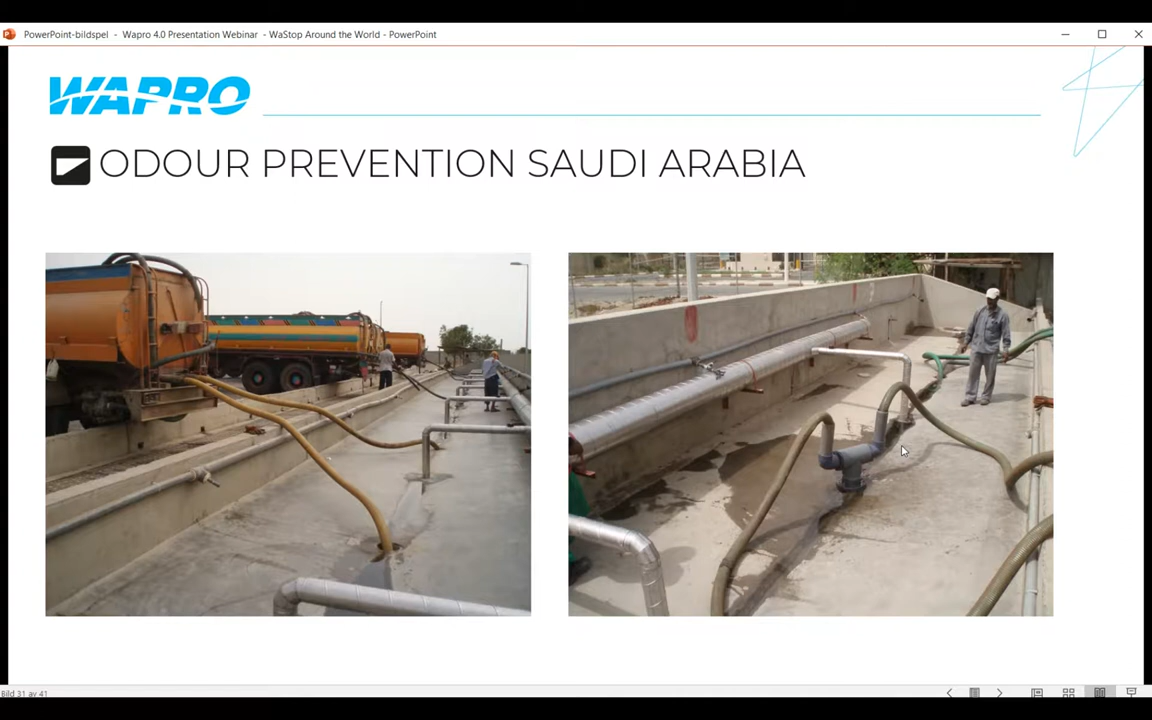 PowerPoint-bildspel - Wapro 4.0 Presentation Webinar - WaStop Around the World - PowerPoint
WAPRO
ODOUR PREVENTION SAUDI ARABIA
Bild 31 av 41